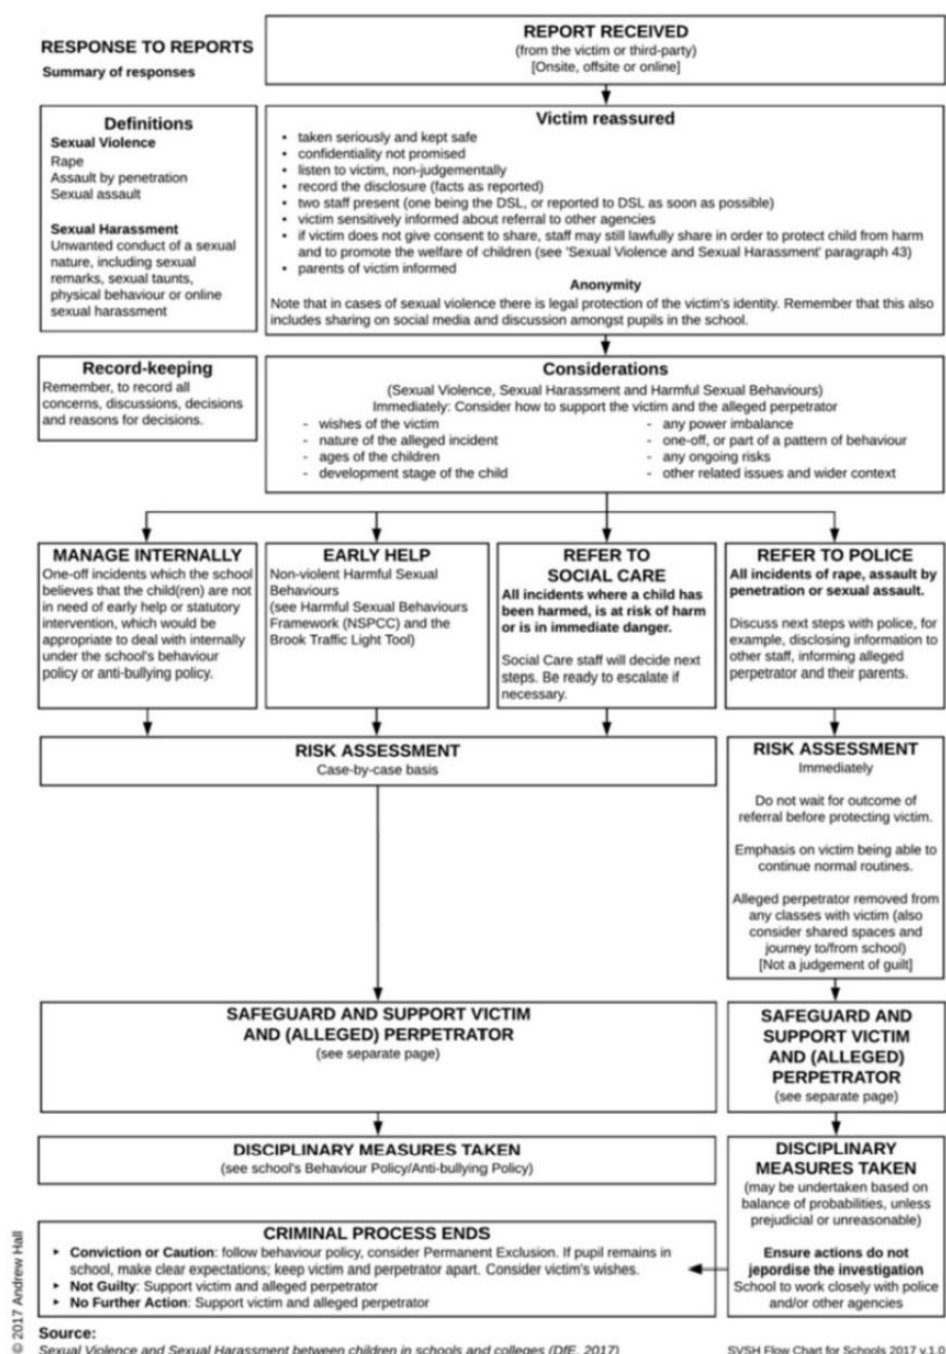 RESPONSE TO REPORTS
Summary of responses
REPORT RECEIVED
(from the victim or third-party)
[Onsite, offsite or online]
Definitions
Sexual Violence
Rape
Assault by penetration
Sexual assault
Sexual Harassment
Unwanted conduct of a sexual
nature, including sexual
remarks, sexual taunts,
physical behaviour or online
sexual harassment
Victim reassured
• taken seriously and kept safe
• confidentiality not promised
• listen to victim, non-judgementally
• record the disclosure (facts as reported)
• two staff present (one being the DSL, or reported to DSL as soon as possible)
• victim sensitively informed about referral to other agencies
• if victim does not give consent to share, staff may still lawfully share in order to protect child from harm
and to promote the welfare of children (see 'Sexual Violence and Sexual Harassment' paragraph 43)
• parents of victim informed
Anonymity
Note that in cases of sexual violence there is legal protection of the victim's identity. Remember that this also
includes sharing on social media and discussion amongst pupils in the school.
Record-keeping
Remember, to record all
concerns, discussions, decisions
and reasons for decisions.
Considerations
(Sexual Violence, Sexual Harassment and Harmful Sexual Behaviours)
Immediately: Consider how to support the victim and the alleged perpetrator
- wishes of the victim
- nature of the alleged incident
- ages of the children
- development stage of the child
- any power imbalance
- one-off, or part of a pattern of behaviour
- any ongoing risks
- other related issues and wider context
MANAGE INTERNALLY
One-off incidents which the school
believes that the child(ren) are not
in need of early help or statutory
intervention, which would be
appropriate to deal with internally
under the school's behaviour
policy or anti-bullying policy.
EARLY HELP
Non-violent Harmful Sexual
Behaviours
(see Harmful Sexual Behaviours
Framework (NSPCC) and the
Brook Traffic Light Tool)
REFER TO
SOCIAL CARE
All incidents where a child has
been harmed, is at risk of harm
or is in immediate danger.
Social Care staff will decide next
steps. Be ready to escalate if
necessary.
REFER TO POLICE
All incidents of rape, assault by
penetration or sexual assault.
Discuss next steps with police, for
example, disclosing information to
other staff, informing alleged
perpetrator and their parents.
RISK ASSESSMENT
Case-by-case basis
RISK ASSESSMENT
Immediately
Do not wait for outcome of
referral before protecting victim.
Emphasis on victim being able to
continue normal routines.
Alleged perpetrator removed from
any classes with victim (also
consider shared spaces and
journey to/from school)
[Not a judgement of guilt]
SAFEGUARD AND SUPPORT VICTIM
AND (ALLEGED) PERPETRATOR
(see separate page)
SAFEGUARD AND
SUPPORT VICTIM
AND (ALLEGED)
PERPETRATOR
(see separate page)
DISCIPLINARY MEASURES TAKEN
(see school's Behaviour Policy/Anti-bullying Policy)
DISCIPLINARY
MEASURES TAKEN
(may be undertaken based on
balance of probabilities, unless
prejudicial or unreasonable)
Ensure actions do not
jepordise the investigation
School to work closely with police
and/or other agencies
CRIMINAL PROCESS ENDS
‣ Conviction or Caution: follow behaviour policy, consider Permanent Exclusion. If pupil remains in
school, make clear expectations; keep victim and perpetrator apart. Consider victim's wishes.
‣ Not Guilty: Support victim and alleged perpetrator
‣ No Further Action: Support victim and alleged perpetrator
© 2017 Andrew Hall
Source:
Sexual Violence and Sexual Harassment between children in schools and colleges (DfE, 2017)
SVSH Flow Chart for Schools 2017 v.1.0